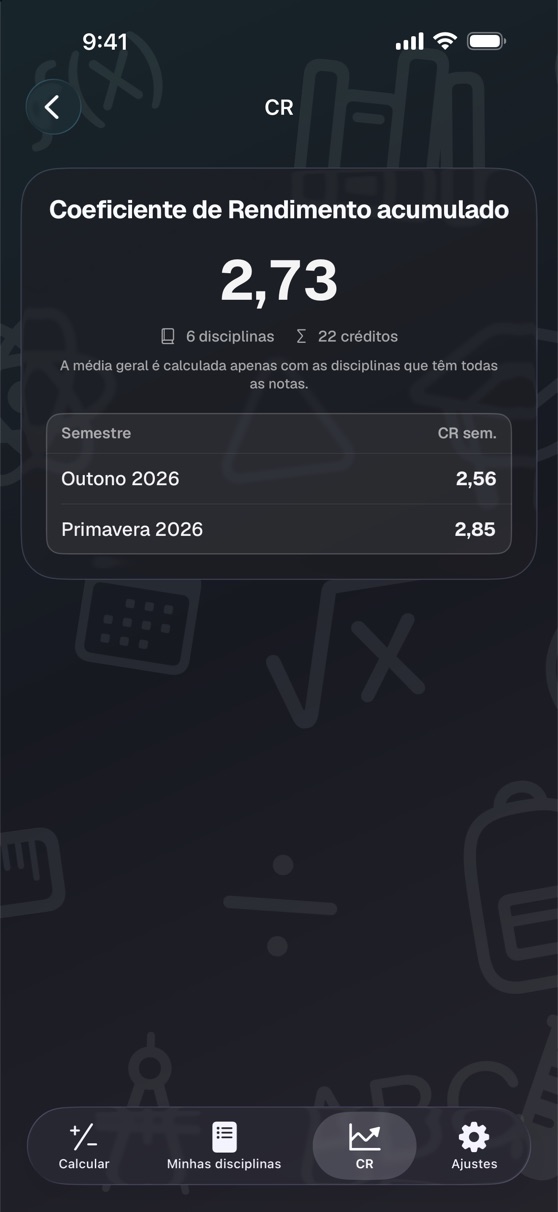 9:41
CR
Coeficiente de Rendimento acumulado
2,73
6 disciplinas Σ 22 créditos
A média geral é calculada apenas com as disciplinas que têm todas
as notas.
Semestre CR sem.
Outono 2026 2,56
Primavera 2026 2,85
Calcular Minhas disciplinas CR Ajustes